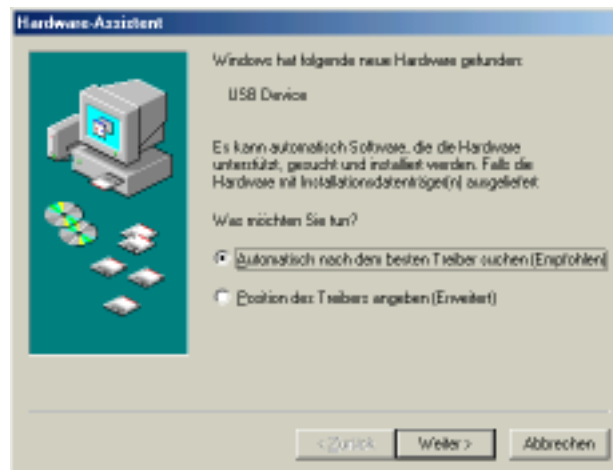 Hardware-Assistent
Windows hat folgende neue Hardware gefunden:
USB Device
Es kann automatisch Software, die die Hardware
unterstützt, gesucht und installiert werden. Falls die
Hardware mit Installationsdatenträger(n) ausgeliefert
Was möchten Sie tun?
Automatisch nach dem besten Treiber suchen (Empfohlen)
Position des Treibers angeben (Erweitert)
< Zurück Weiter > Abbrechen